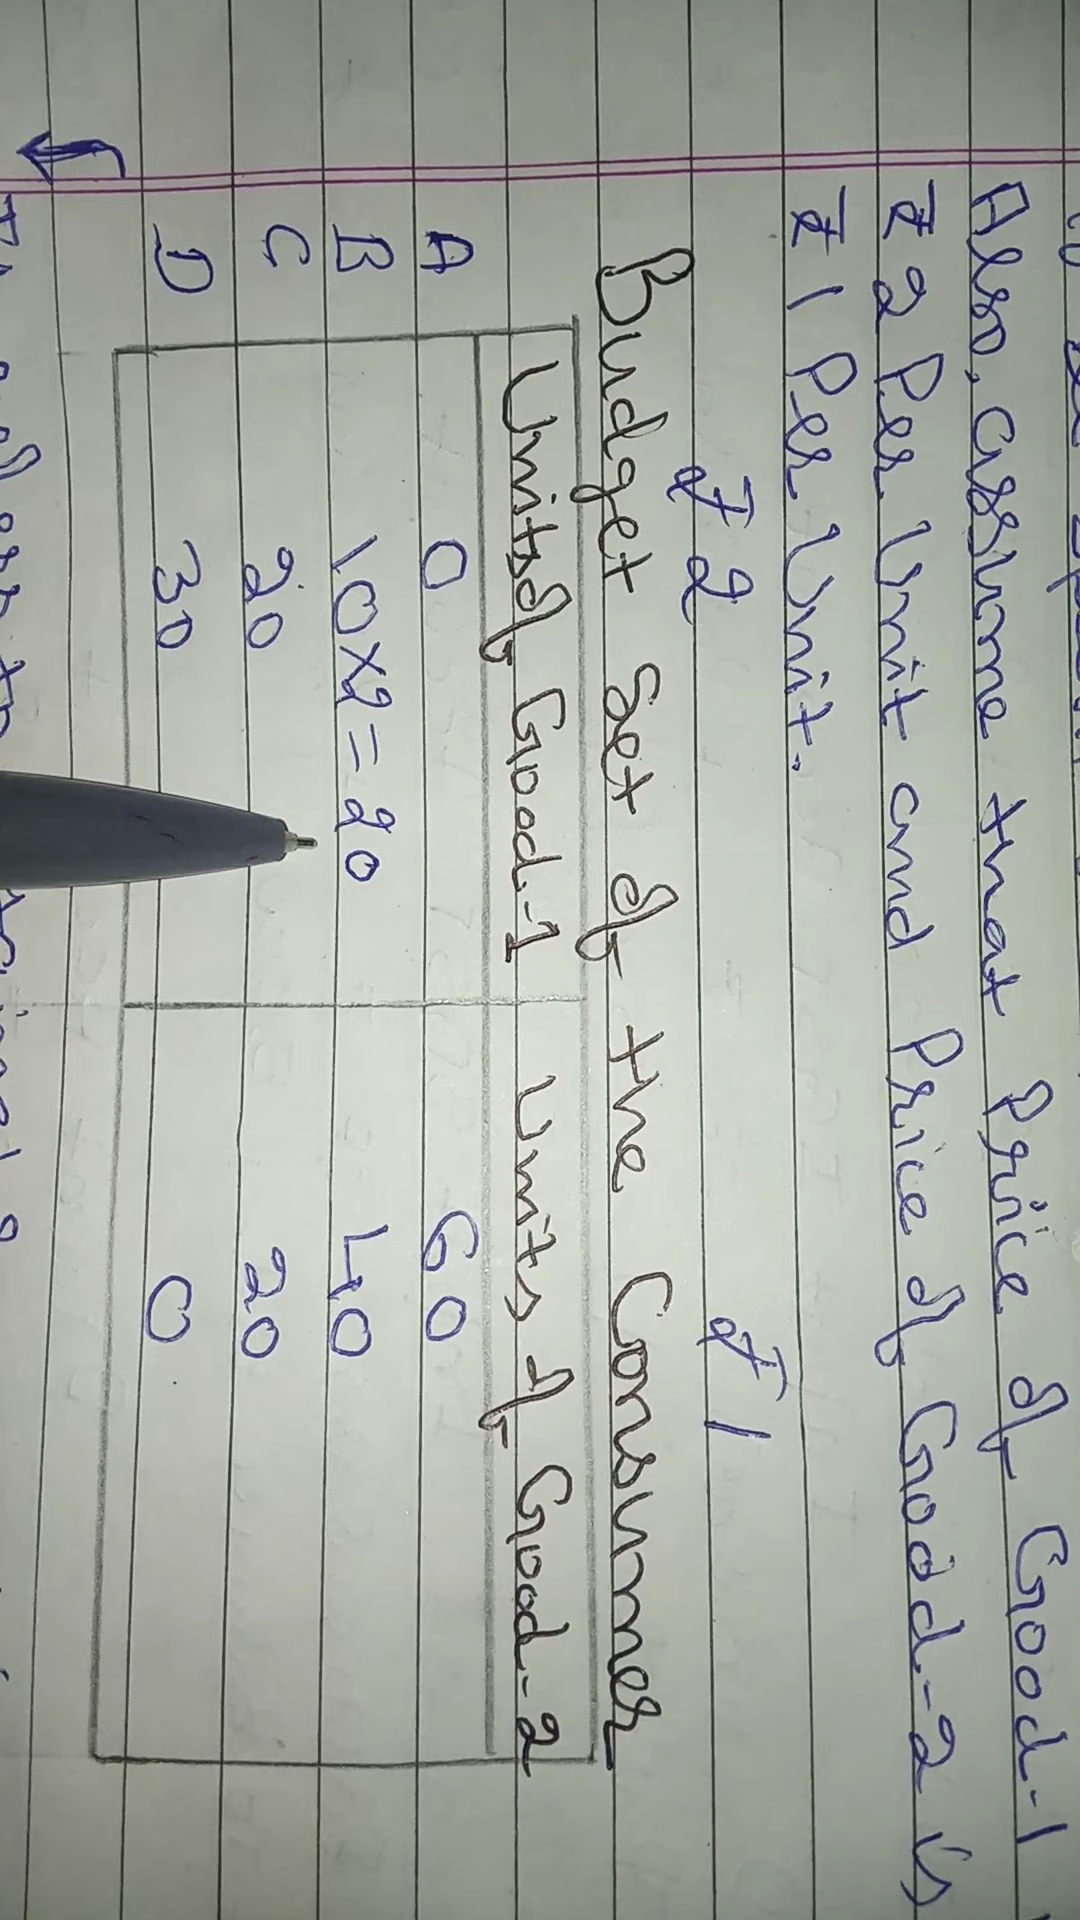 Also, assume that Price of Good-1
₹ 2 Per Unit and Price of Good-2 is
₹ 1 Per Unit.
₹ 2 ₹ 1
Budget Set of the Consumer
Units of Good-1 Units of Good-2
A 0 60
B 10×2=20 40
C 20 20
D 30 0